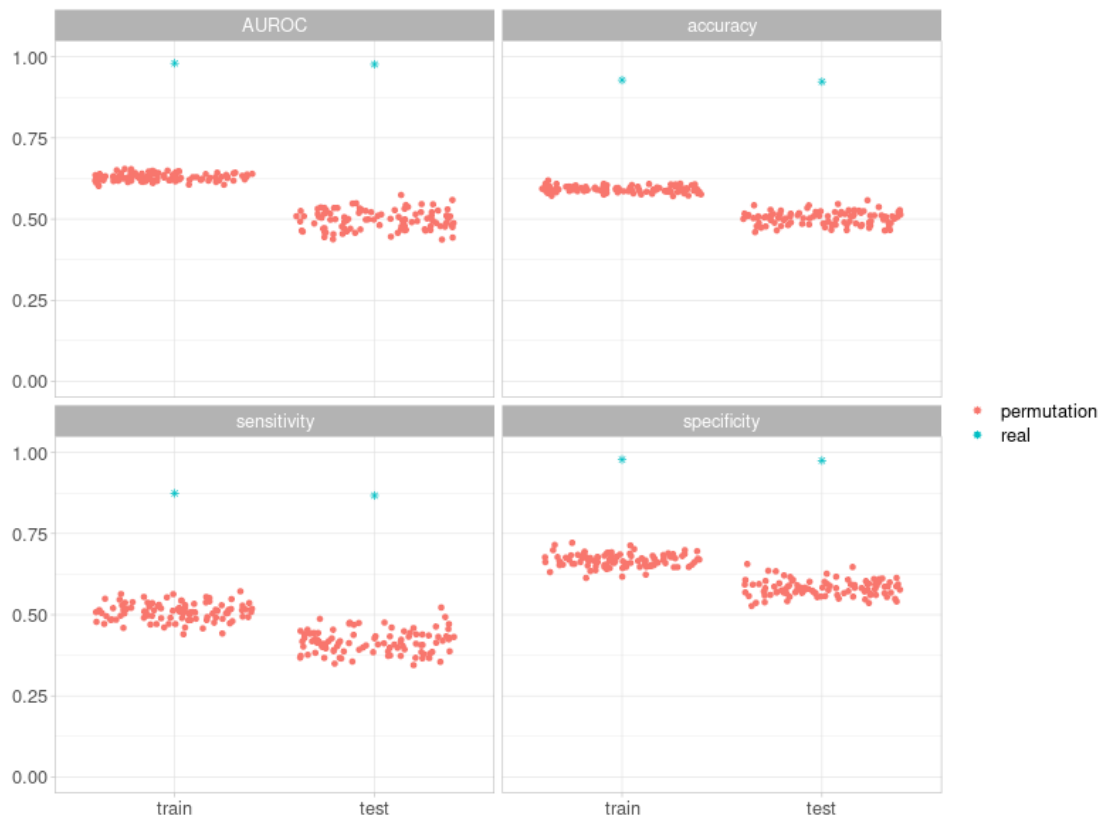 AUROC
accuracy
1.00
0.75
0.50
0.25
0.00
sensitivity
specificity
1.00
0.75
0.50
0.25
0.00
permutation
real
train
test
train
test